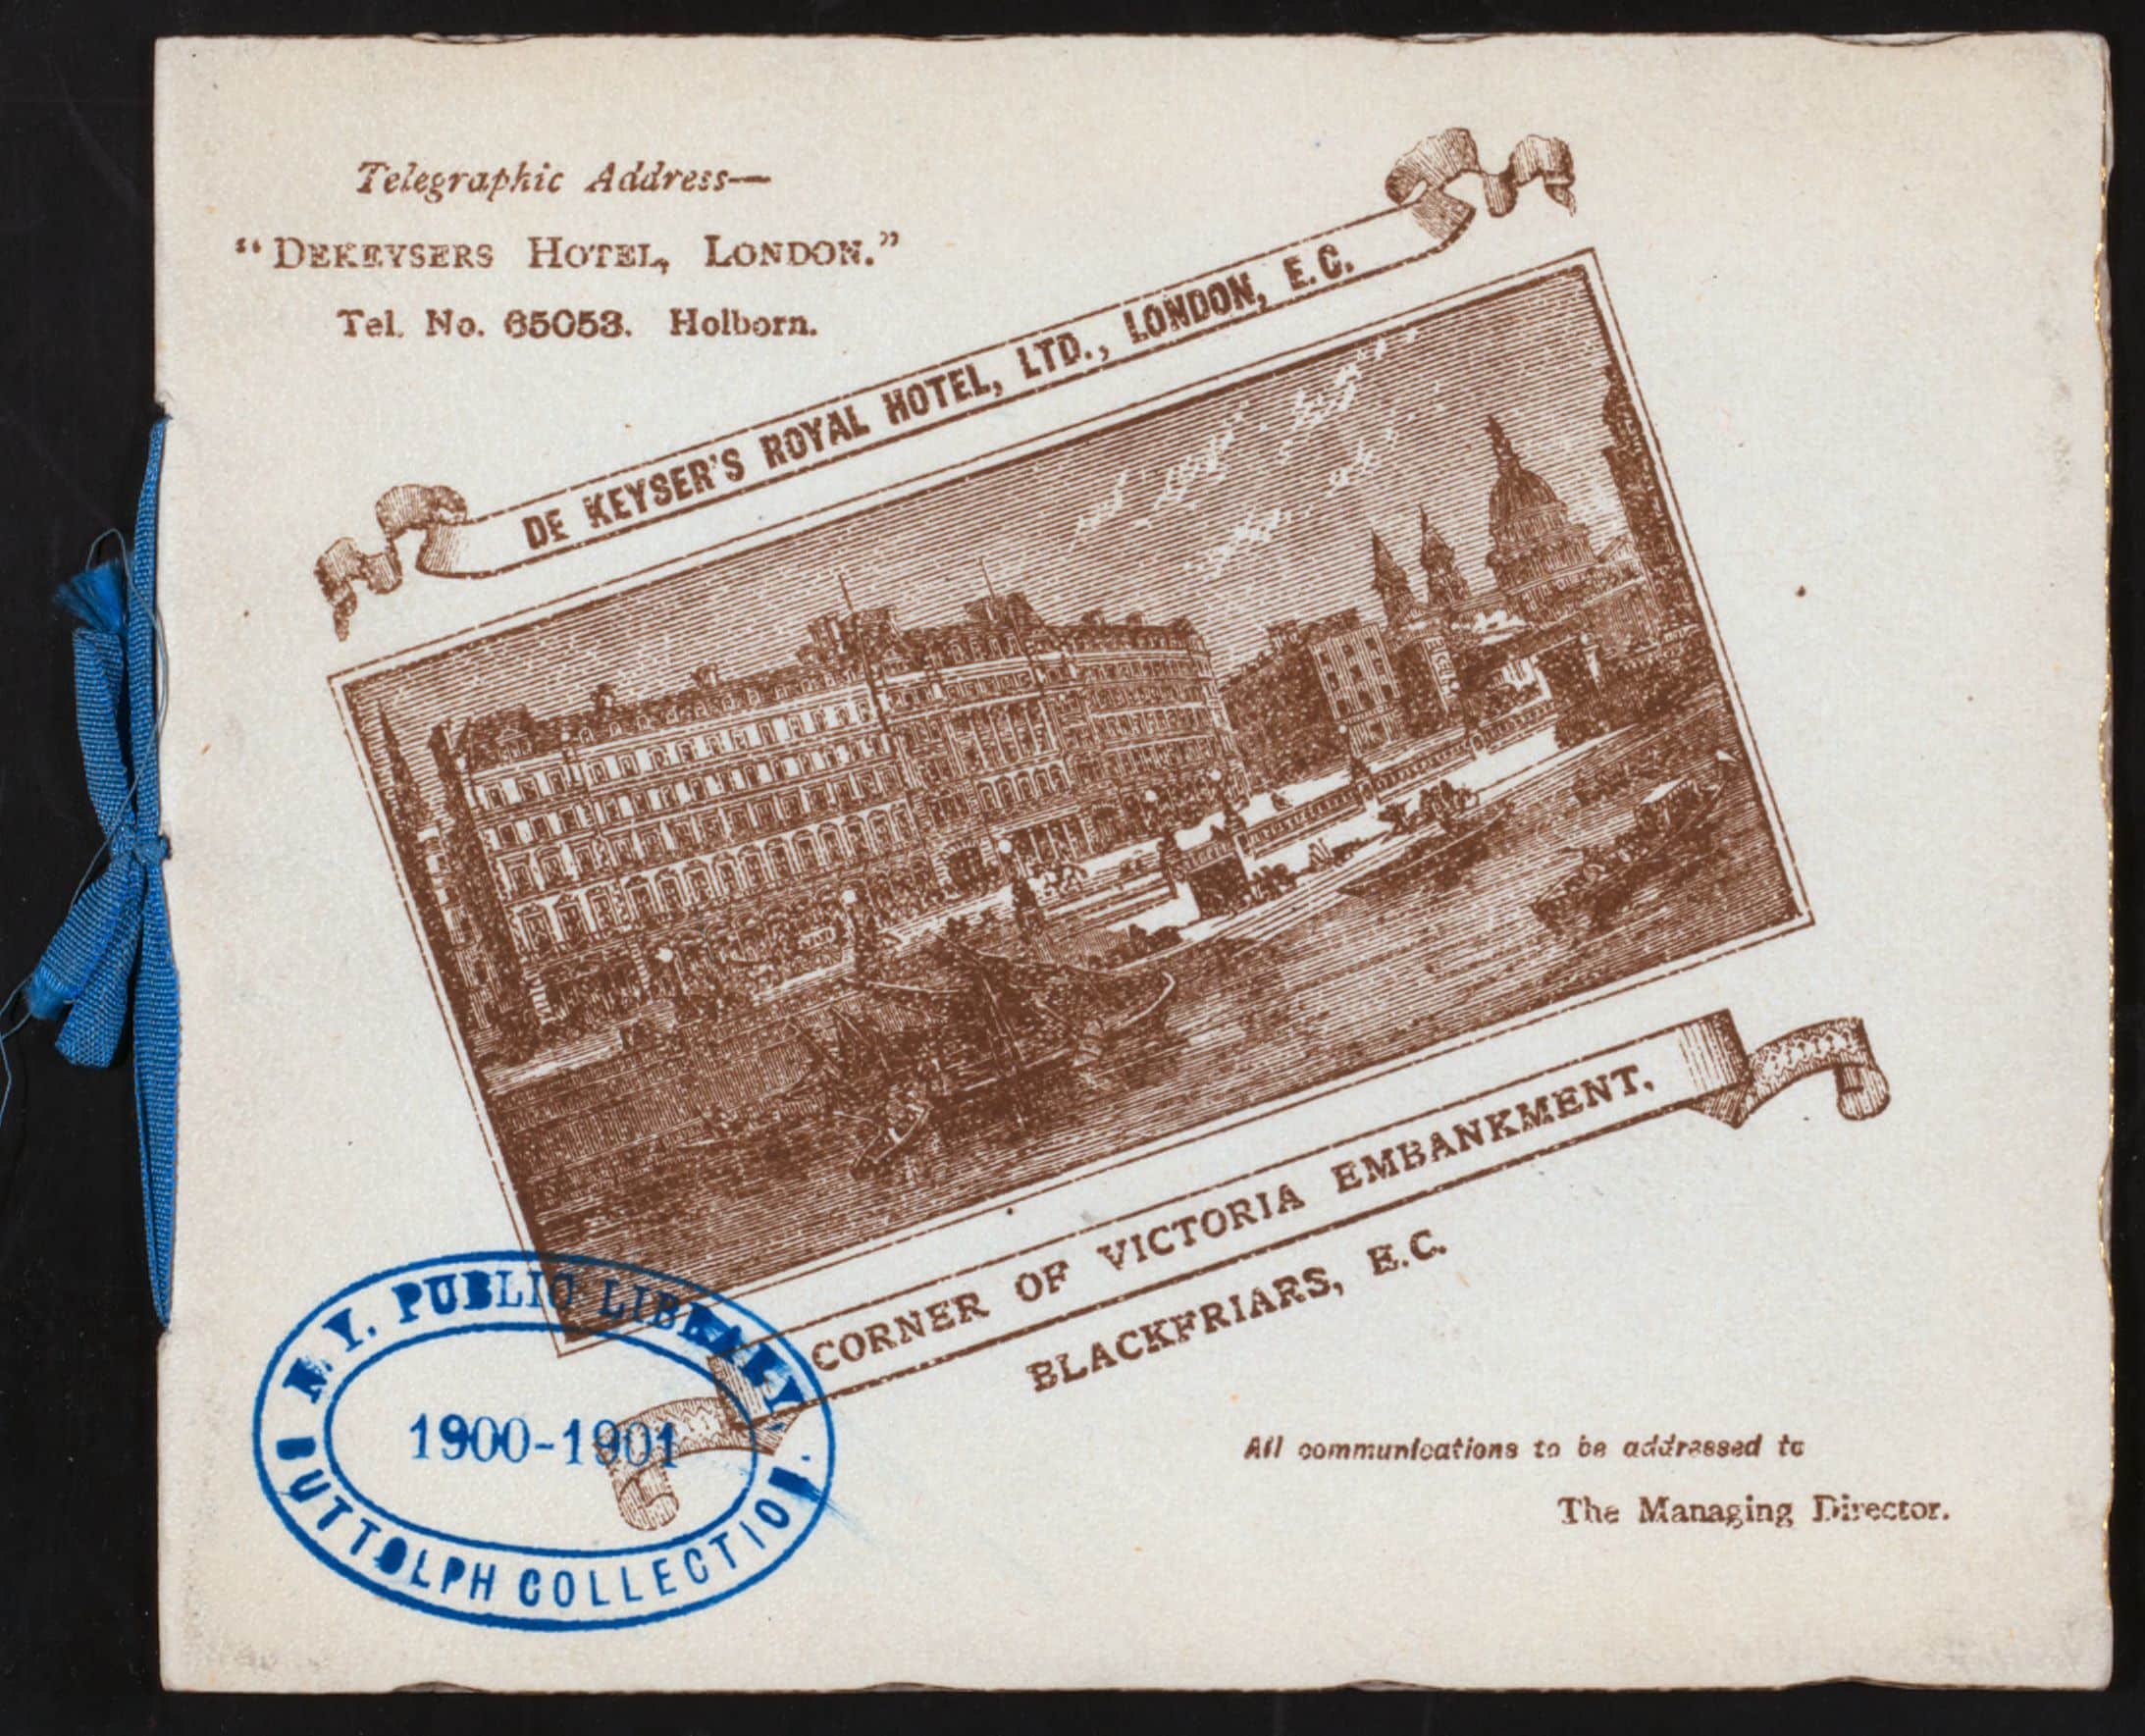 Telegraphic Address—
"DEKEYSERS HOTEL, LONDON."
Tel. No. 65053. Holborn.
DE KEYSER'S ROYAL HOTEL, LTD., LONDON, E.C.
CORNER OF VICTORIA EMBANKMENT.
BLACKFRIARS, E.C.
All communications to be addressed to
The Managing Director.
N. Y. PUBLIC LIBRARY
1900-1901
BUTTOLPH COLLECTION